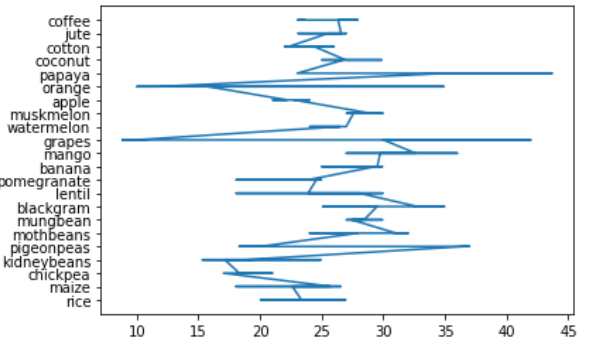 coffee
jute
cotton
coconut
papaya
orange
apple
muskmelon
watermelon
grapes
mango
banana
pomegranate
lentil
blackgram
mungbean
mothbeans
pigeonpeas
kidneybeans
chickpea
maize
rice
10 15 20 25 30 35 40 45